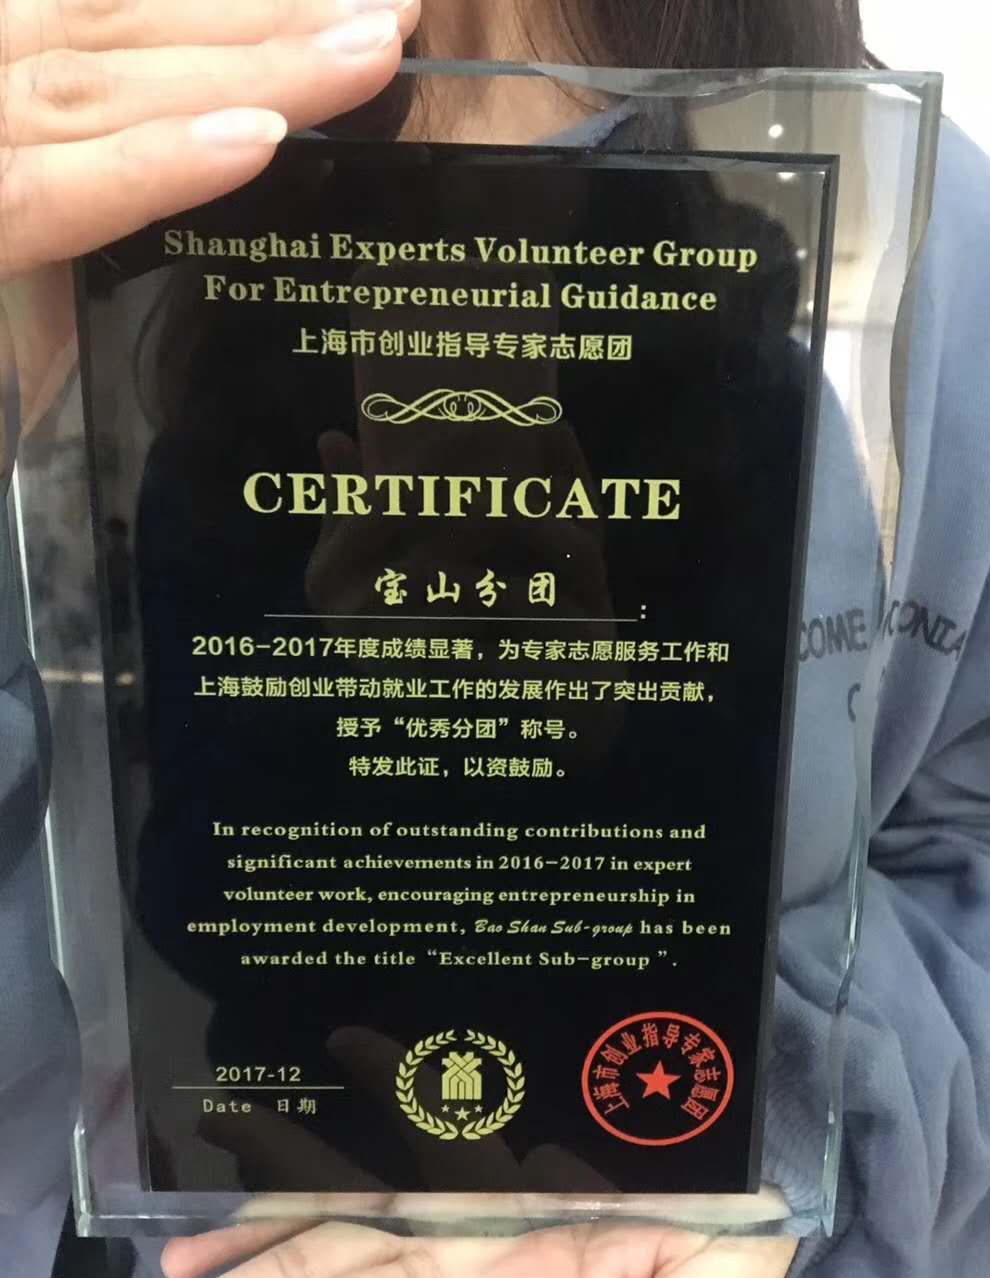 Shanghai Experts Volunteer Group
For Entrepreneurial Guidance
上海市创业指导专家志愿团
CERTIFICATE
宝山分团:
2016-2017年度成绩显著，为专家志愿服务工作和
上海鼓励创业带动就业工作的发展作出了突出贡献，
授予“优秀分团”称号。
特发此证，以资鼓励。
In recognition of outstanding contributions and
significant achievements in 2016-2017 in expert
volunteer work, encouraging entrepreneurship in
employment development, Bao Shan Sub-group has been
awarded the title “Excellent Sub-group ”.
2017-12
Date 日期
上海市创业指导专家志愿团
COME